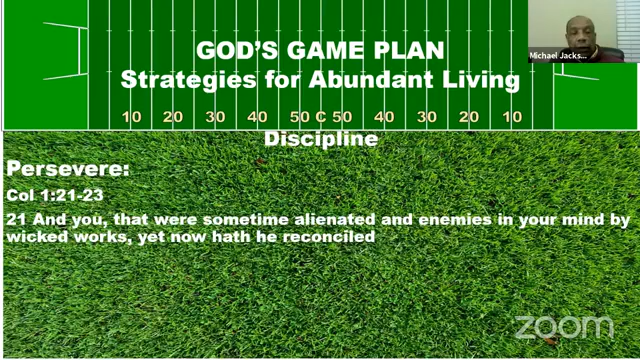 GOD'S GAME PLAN
Strategies for Abundant Living
Michael Jacks...
10 20 30 40 50 C 50 40 30 20 10
Discipline
Persevere:
Col 1:21-23
21 And you, that were sometime alienated and enemies in your mind by
wicked works, yet now hath he reconciled
zoom